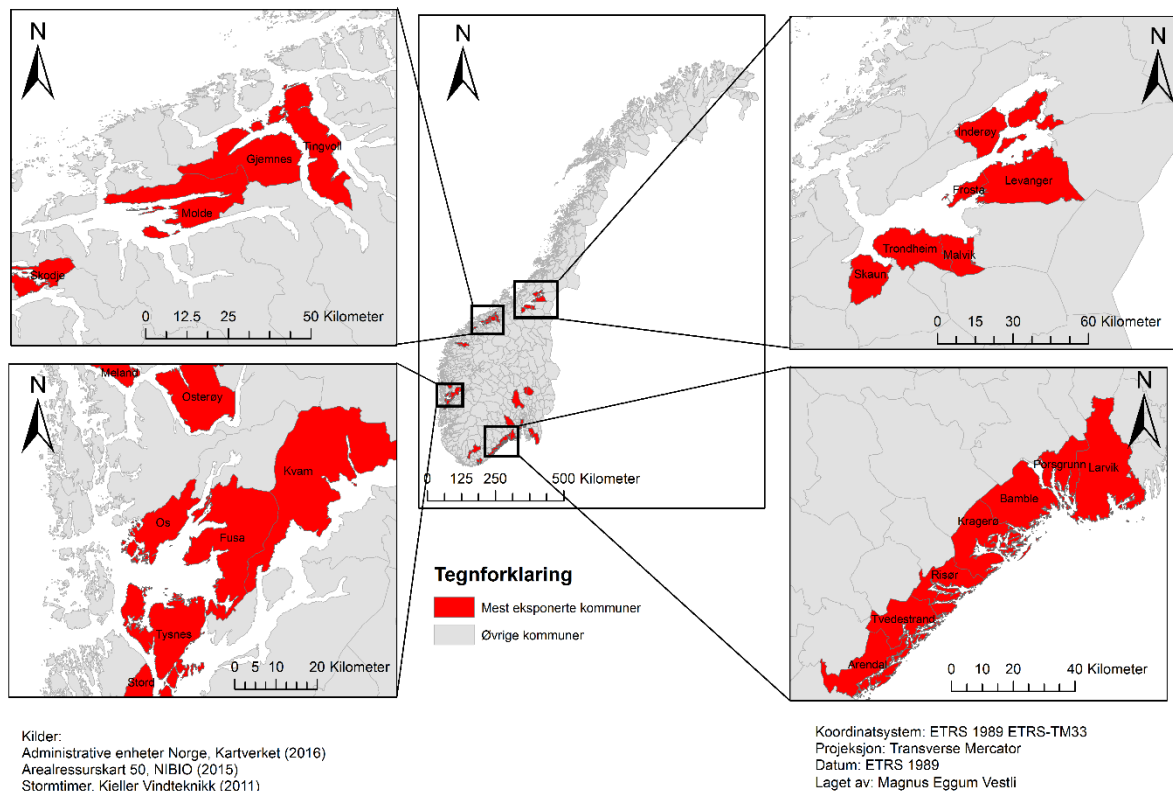 N
Tingvoll
Gjemnes
Molde
Skodje
0 12.5 25 50 Kilometer
N
0 125 250 500 Kilometer
N
Inderøy
Levanger
Frosta
Trondheim
Malvik
Skaun
0 15 30 60 Kilometer
N
Meland
Osterøy
Kvam
Os
Fusa
Tysnes
Stord
0 5 10 20 Kilometer
Tegnforklaring
Mest eksponerte kommuner
Øvrige kommuner
N
Porsgrunn
Larvik
Bamble
Kragerø
Risør
Tvedestrand
Arendal
0 10 20 40 Kilometer
Kilder:
Administrative enheter Norge, Kartverket (2016)
Arealressurskart 50, NIBIO (2015)
Stormtimer, Kjeller Vindteknikk (2011)
Koordinatsystem: ETRS 1989 ETRS-TM33
Projeksjon: Transverse Mercator
Datum: ETRS 1989
Laget av: Magnus Eggum Vestli